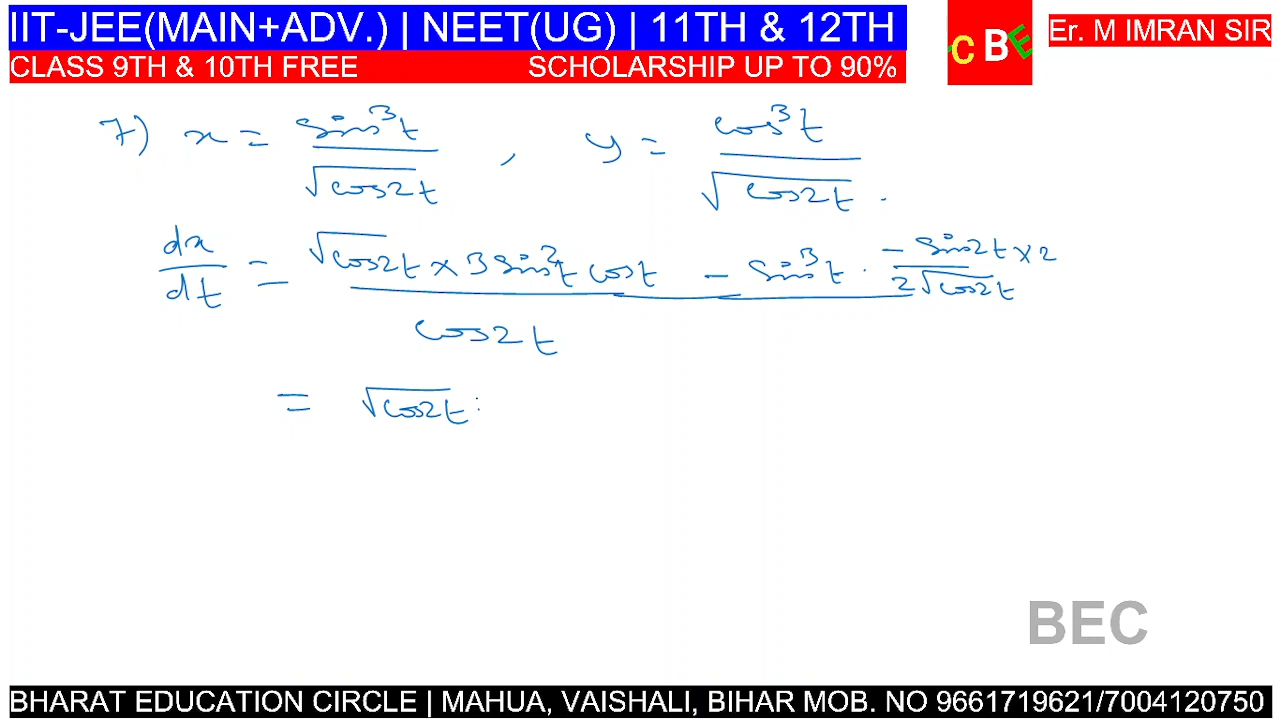 IIT-JEE(MAIN+ADV.) | NEET(UG) | 11TH & 12TH
CLASS 9TH & 10TH FREE SCHOLARSHIP UP TO 90%
CBE
Er. M IMRAN SIR
7) x = sin³t / √cos2t , y = cos³t / √cos2t .
dx/dt = (√cos2t × 3 sin²t cost - sin³t · (- sin2t × 2)/(2√cos2t)) / cos2t
= √cos2t
BEC
BHARAT EDUCATION CIRCLE | MAHUA, VAISHALI, BIHAR MOB. NO 9661719621/7004120750